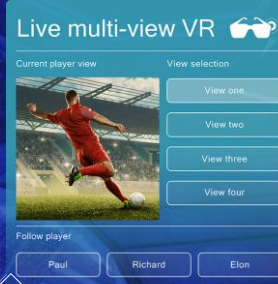 Live multi-view VR
Current player view
View selection
View one
View two
View three
View four
Follow player
Paul
Richard
Elon